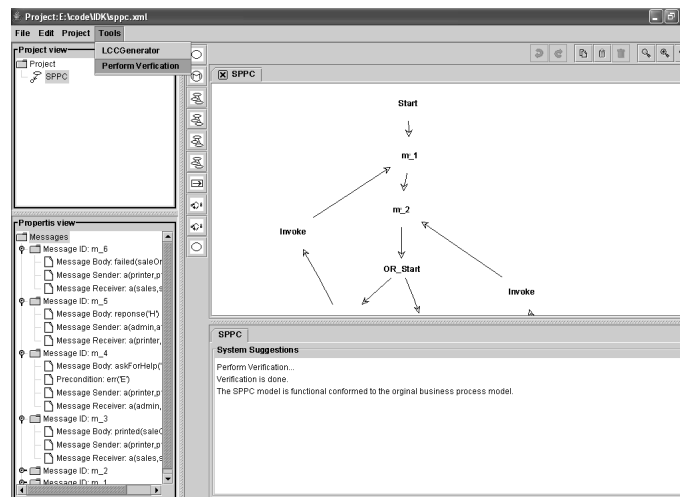 Project:E:\code\IDK\sppc.xml
File Edit Project Tools
LCCGenerator
Perform Verfication
Project view
Project
SPPC
SPPC
Start
m_1
m_2
Invoke
OR_Start
Invoke
Propertis view
Messages
Message ID: m_6
Message Body: failed(saleOr
Message Sender: a(printer,p
Message Receiver: a(sales,s
Message ID: m_5
Message Body: reponse('H')
Message Sender: a(admin,a
Message Receiver: a(printer,
Message ID: m_4
Message Body: askForHelp('
Precondition: err('E')
Message Sender: a(printer,p
Message Receiver: a(admin,
Message ID: m_3
Message Body: printed(saleO
Message Sender: a(printer,p
Message Receiver: a(sales,s
Message ID: m_2
Message ID: m_1
SPPC
System Suggestions
Perform Verification...
Verification is done.
The SPPC model is functional conformed to the orginal business process model.